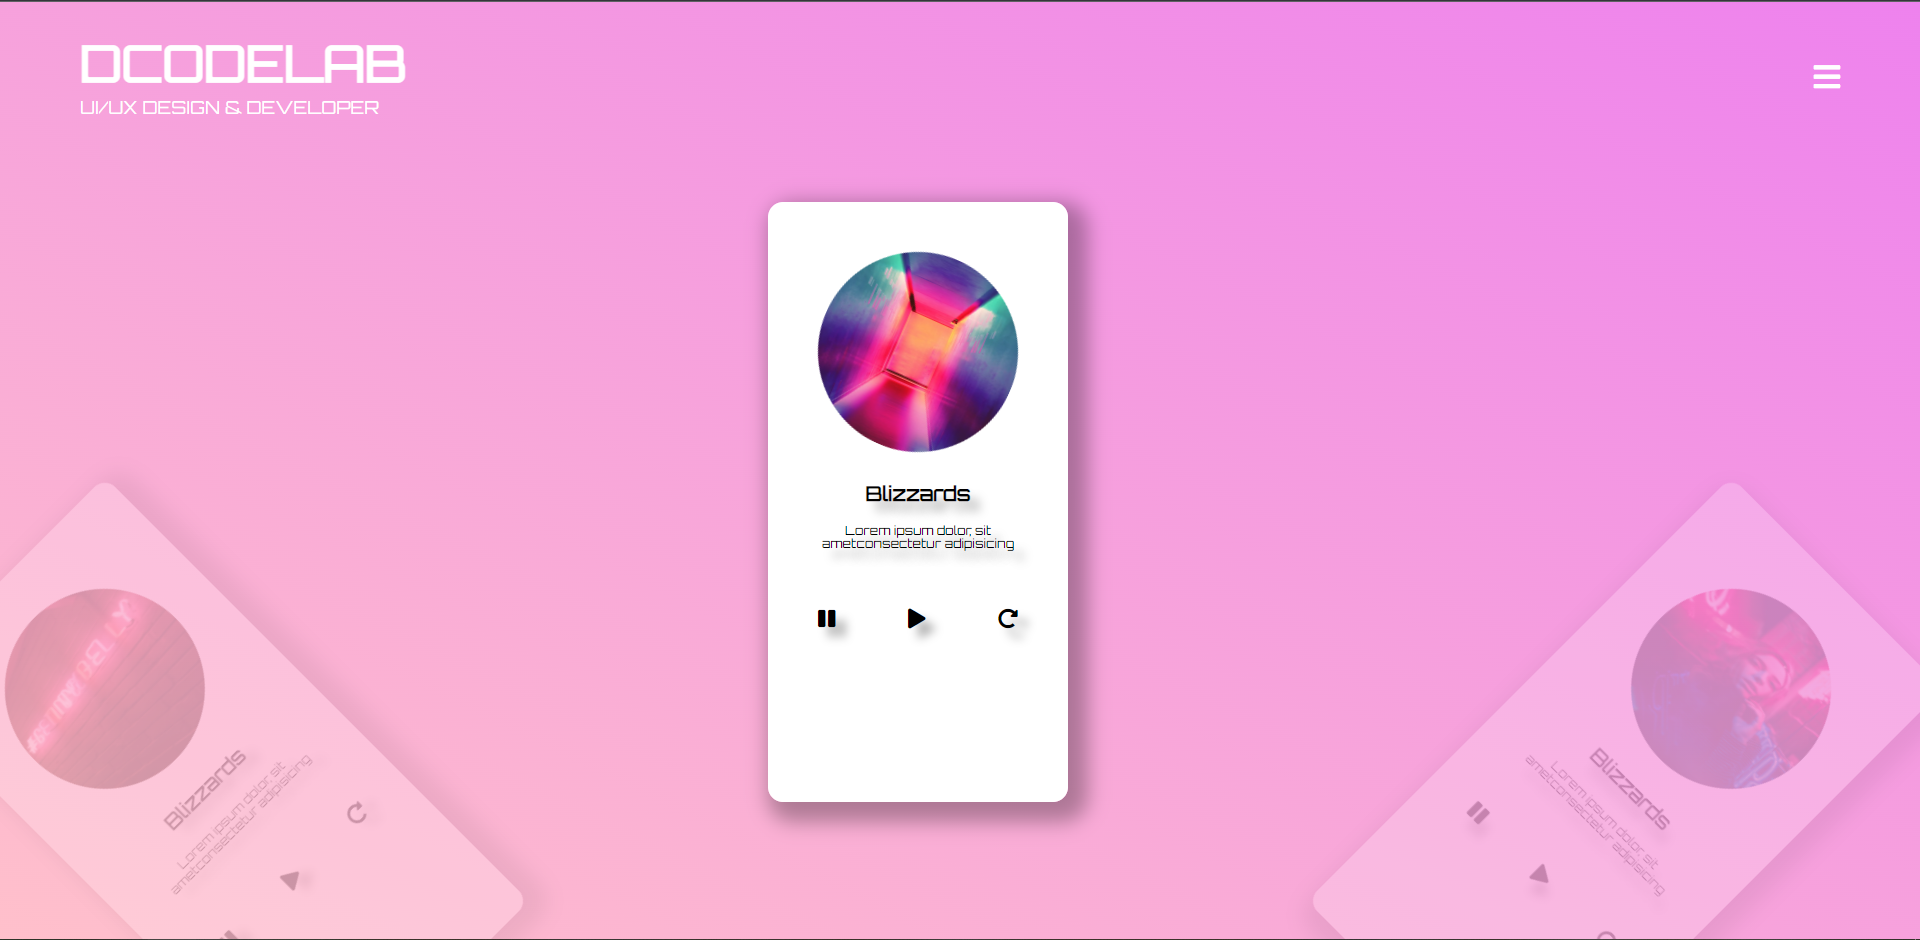 DCODELAB
UI/UX DESIGN & DEVELOPER
Blizzards
Lorem ipsum dolor, sit
ametconsectetur adipisicing
Blizzards
Lorem ipsum dolor, sit
ametconsectetur adipisicing
Blizzards
Lorem ipsum dolor, sit
ametconsectetur adipisicing